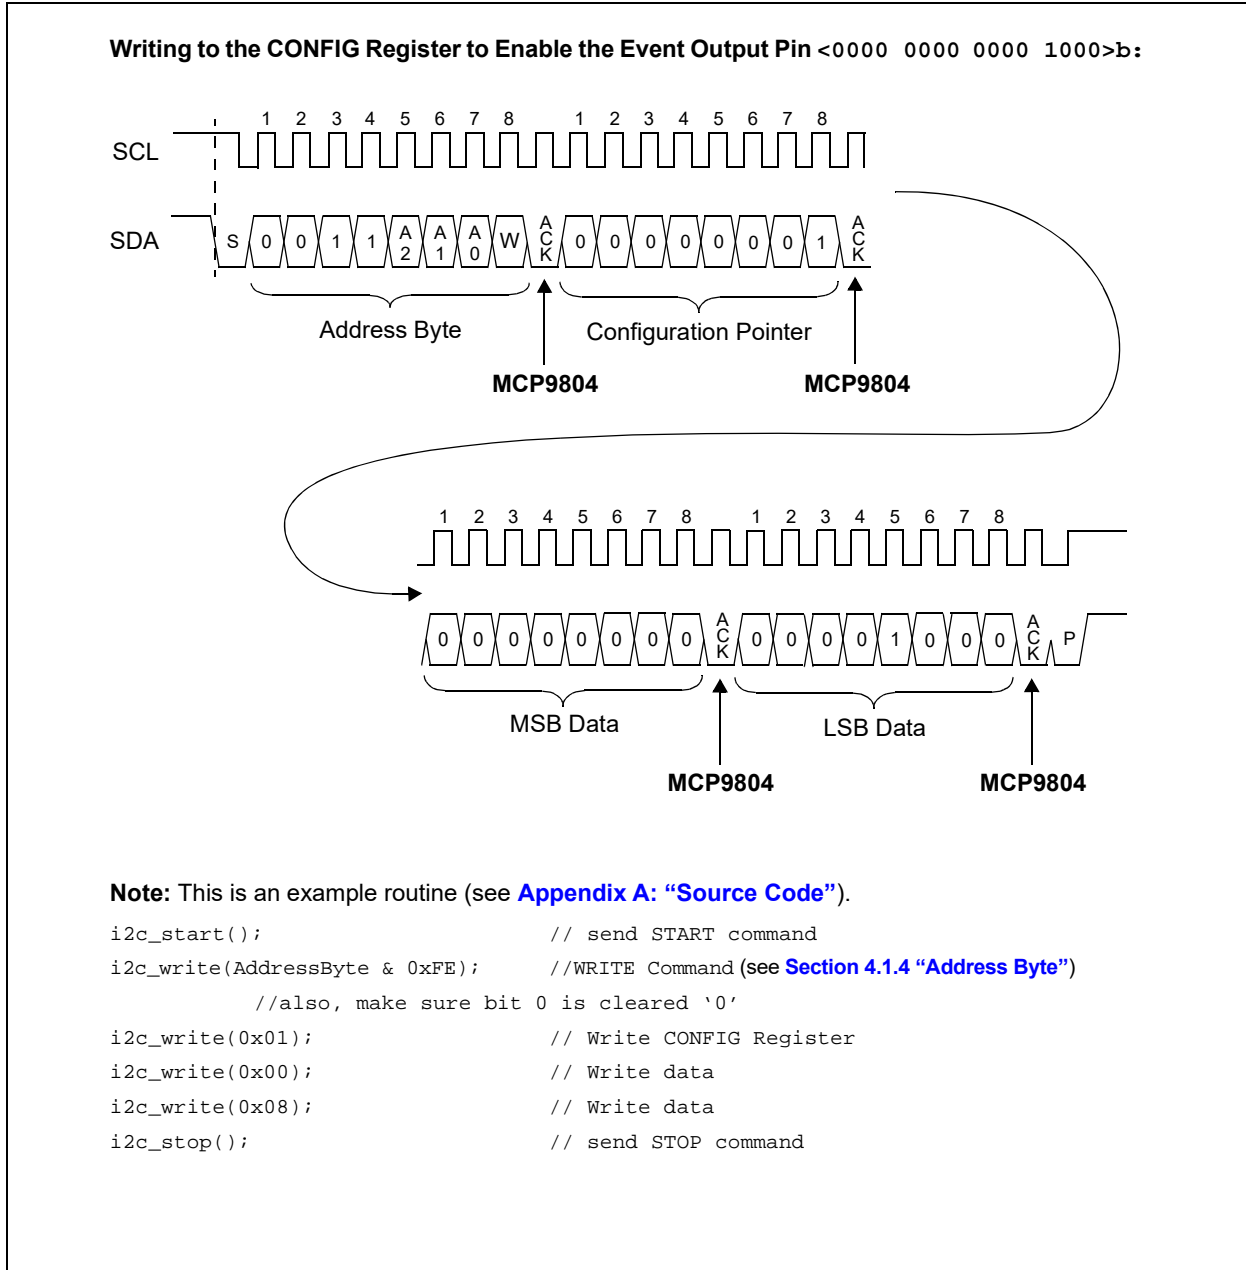 Writing to the CONFIG Register to Enable the Event Output Pin <0000 0000 0000 1000>b:
1 2 3 4 5 6 7 8 1 2 3 4 5 6 7 8
SCL
SDA S 0 0 1 1 A2 A1 A0 W ACK 0 0 0 0 0 0 0 1 ACK
Address Byte Configuration Pointer
MCP9804 MCP9804
1 2 3 4 5 6 7 8 1 2 3 4 5 6 7 8
0 0 0 0 0 0 0 0 ACK 0 0 0 0 1 0 0 0 ACK P
MSB Data LSB Data
MCP9804 MCP9804
Note: This is an example routine (see Appendix A: “Source Code”).
i2c_start(); // send START command
i2c_write(AddressByte & 0xFE); //WRITE Command (see Section 4.1.4 “Address Byte”)
//also, make sure bit 0 is cleared ‘0’
i2c_write(0x01); // Write CONFIG Register
i2c_write(0x00); // Write data
i2c_write(0x08); // Write data
i2c_stop(); // send STOP command